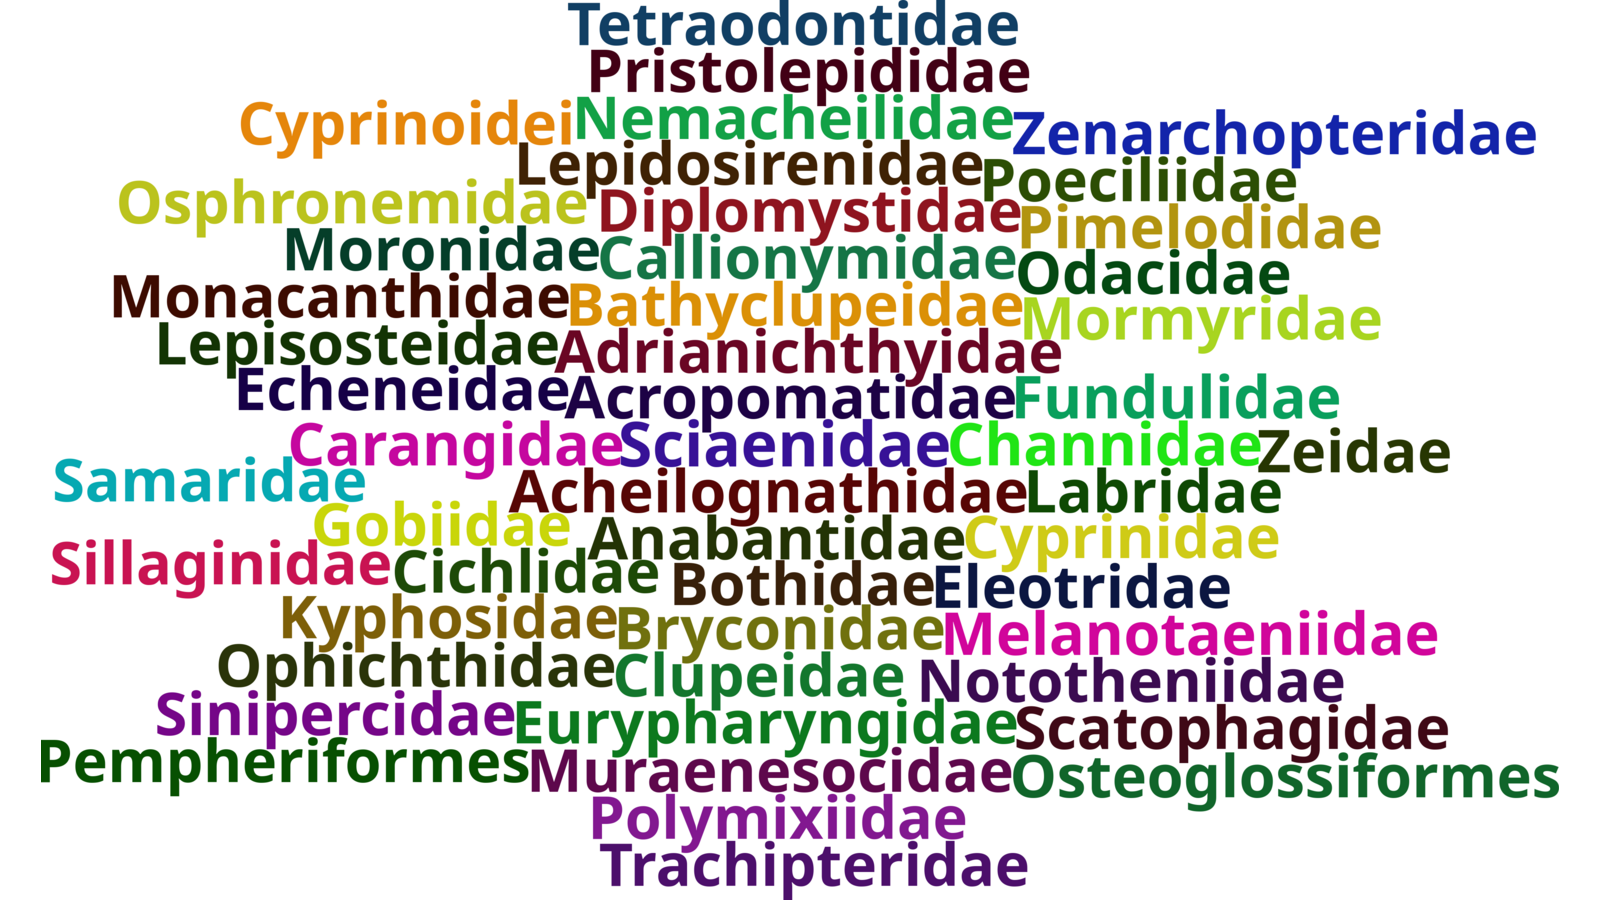 Tetraodontidae
Pristolepididae
Cyprinoidei Nemacheilidae Zenarchopteridae
Lepidosirenidae Poeciliidae
Osphronemidae Diplomystidae Pimelodidae
Moronidae Callionymidae Odacidae
Monacanthidae Bathyclupeidae Mormyridae
Lepisosteidae Adrianichthyidae
Echeneidae Acropomatidae Fundulidae
Carangidae Sciaenidae Channidae Zeidae
Samaridae Acheilognathidae Labridae
Gobiidae Anabantidae Cyprinidae
Sillaginidae Cichlidae Bothidae Eleotridae
Kyphosidae Bryconidae Melanotaeniidae
Ophichthidae Clupeidae Nototheniidae
Sinipercidae Eurypharyngidae Scatophagidae
Pempheriformes Muraenesocidae Osteoglossiformes
Polymixiidae
Trachipteridae